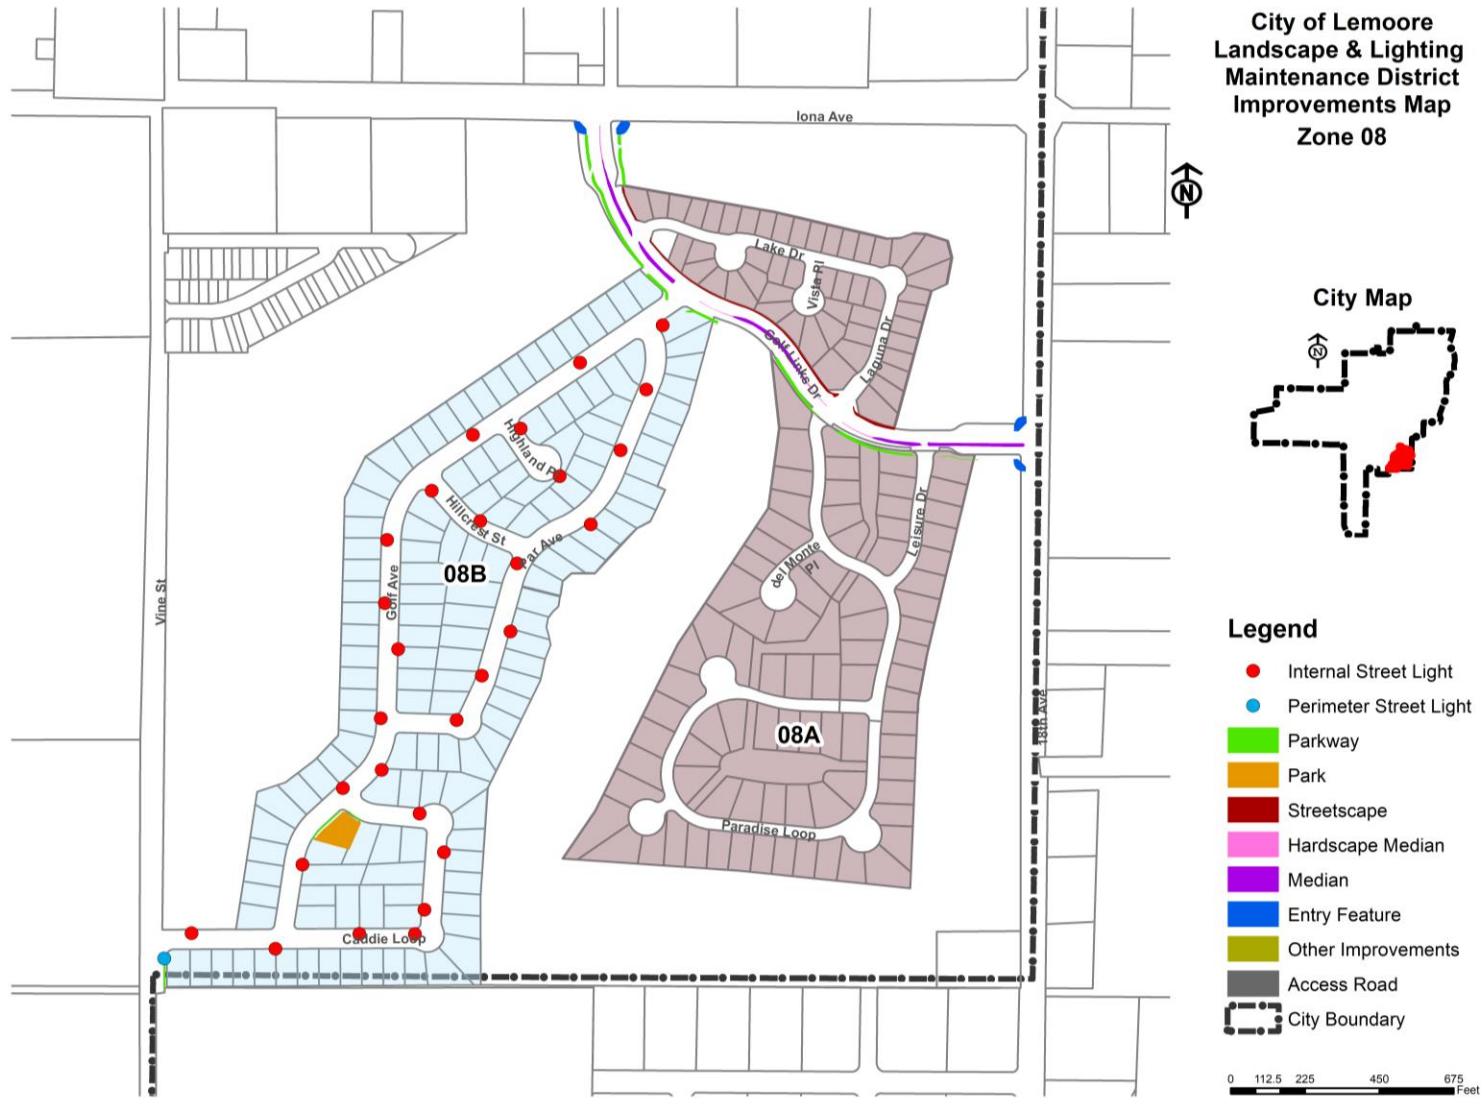 City of Lemoore
Landscape & Lighting
Maintenance District
Improvements Map
Zone 08
Iona Ave
N
Lake Dr
Vista Pl
City Map
N
Golf Links Dr
Laguna Dr
Highland P
Hillcrest St
Par Ave
Leisure Dr
del Monte
Pl
08B
Golf Ave
Vine St
Legend
Internal Street Light
Perimeter Street Light
18th Ave
08A
Parkway
Park
Streetscape
Paradise Loop
Hardscape Median
Median
Entry Feature
Caddie Loop
Other Improvements
Access Road
City Boundary
0 112.5 225 450 675
Feet